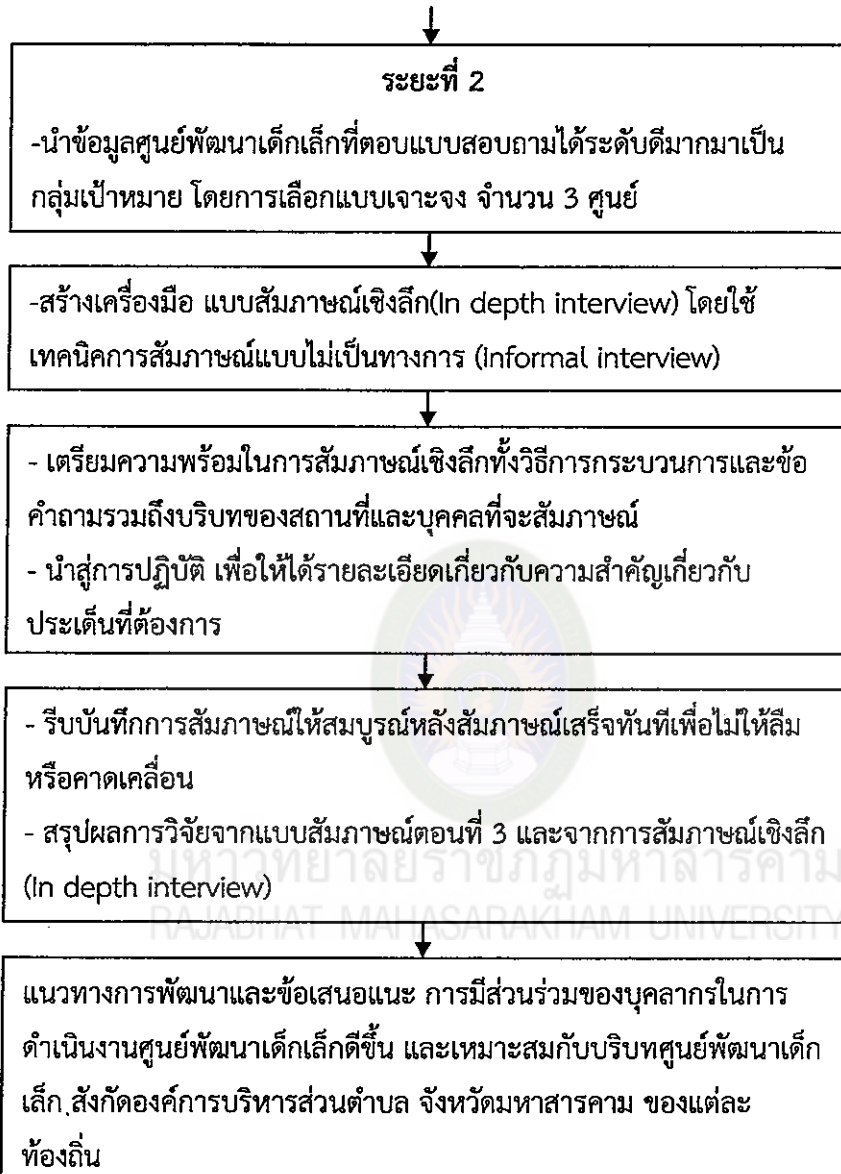 ระยะที่ 2
-นำข้อมูลศูนย์พัฒนาเด็กเล็กที่ตอบแบบสอบถามได้ระดับดีมากมาเป็น
กลุ่มเป้าหมาย โดยการเลือกแบบเจาะจง จำนวน 3 ศูนย์
-สร้างเครื่องมือ แบบสัมภาษณ์เชิงลึก(In depth interview) โดยใช้
เทคนิคการสัมภาษณ์แบบไม่เป็นทางการ (Informal interview)
- เตรียมความพร้อมในการสัมภาษณ์เชิงลึกทั้งวิธีการกระบวนการและข้อ
คำถามรวมถึงบริบทของสถานที่และบุคคลที่จะสัมภาษณ์
- นำสู่การปฏิบัติ เพื่อให้ได้รายละเอียดเกี่ยวกับความสำคัญเกี่ยวกับ
ประเด็นที่ต้องการ
- รีบบันทึกการสัมภาษณ์ให้สมบูรณ์หลังสัมภาษณ์เสร็จทันทีเพื่อไม่ให้ลืม
หรือคาดเคลื่อน
- สรุปผลการวิจัยจากแบบสัมภาษณ์ตอนที่ 3 และจากการสัมภาษณ์เชิงลึก
(In depth interview)
มหาวิทยาลัยราชภัฏมหาสารคาม
RAJABHAT MAHASARAKHAM UNIVERSITY
แนวทางการพัฒนาและข้อเสนอแนะ การมีส่วนร่วมของบุคลากรในการ
ดำเนินงานศูนย์พัฒนาเด็กเล็กดีขึ้น และเหมาะสมกับบริบทศูนย์พัฒนาเด็ก
เล็ก สังกัดองค์การบริหารส่วนตำบล จังหวัดมหาสารคาม ของแต่ละ
ท้องถิ่น